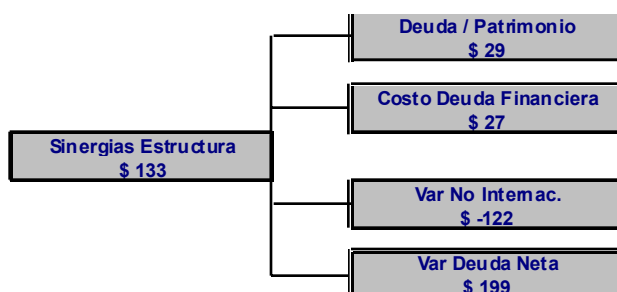 Deuda / Patrimonio
$ 29
Costo Deuda Financiera
$ 27
Sinergias Estructura
$ 133
Var No Internac.
$ -122
Var Deuda Neta
$ 199